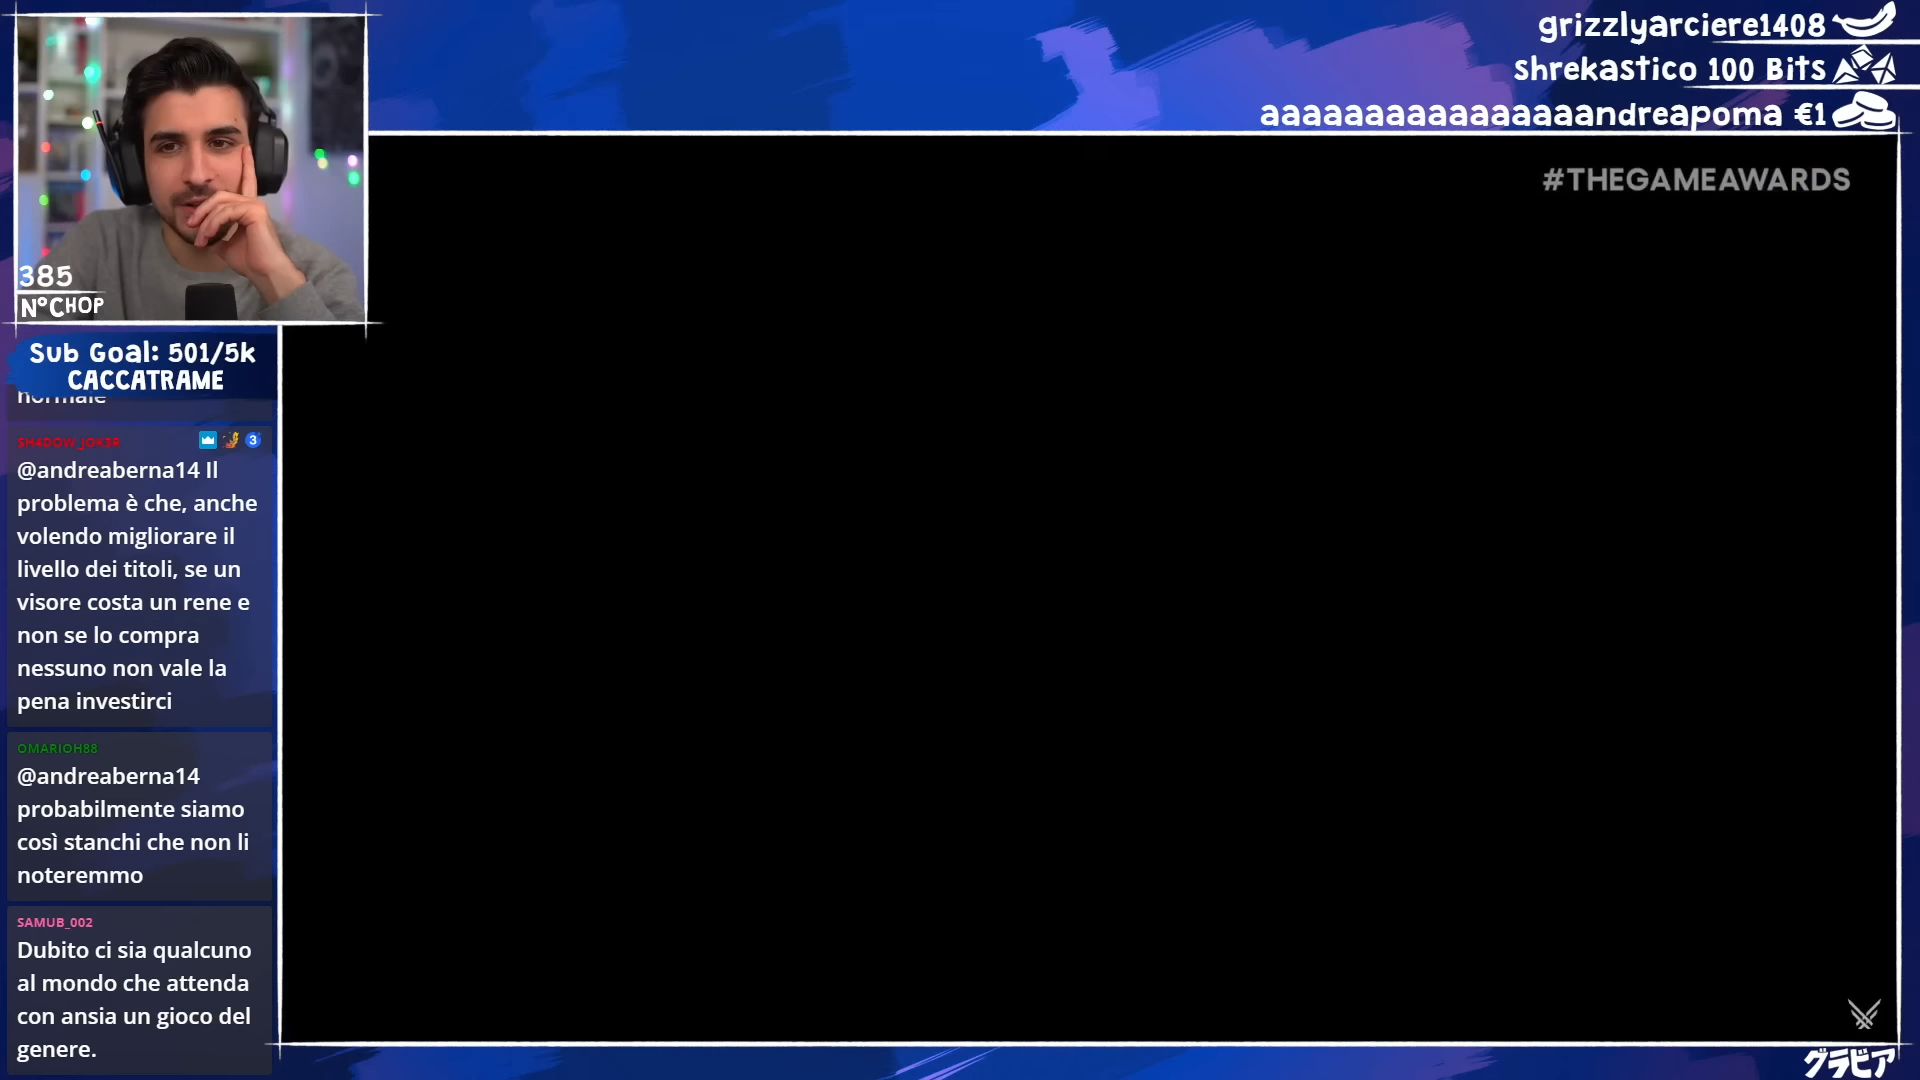 grizzlyarciere1408
shrekastico 100 Bits
aaaaaaaaaaaaaaaandreapoma €1
#THEGAMEAWARDS
385
N°CHOP
Sub Goal: 501/5k
CACCATRAME
normale
SH4DOW_JOK3R
3
@andreaberna14 Il
problema è che, anche
volendo migliorare il
livello dei titoli, se un
visore costa un rene e
non se lo compra
nessuno non vale la
pena investirci
OMARIOH88
@andreaberna14
probabilmente siamo
così stanchi che non li
noteremmo
SAMUB_002
Dubito ci sia qualcuno
al mondo che attenda
con ansia un gioco del
genere.
グラビア